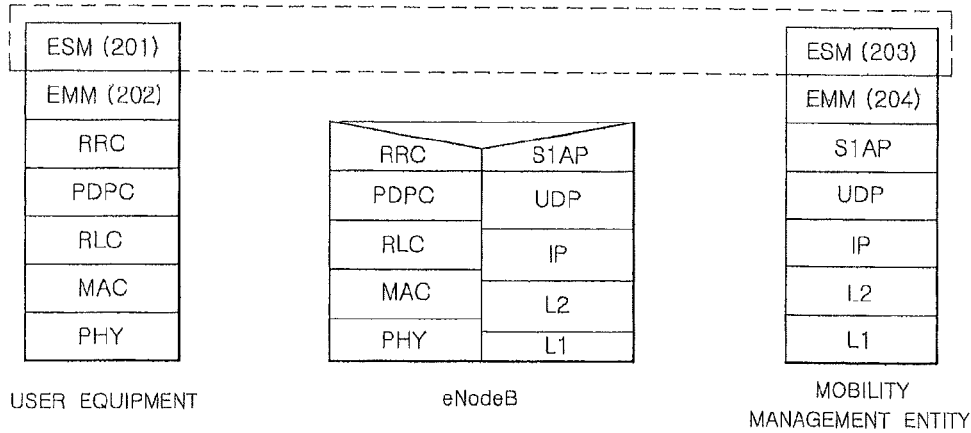 ESM (201)
EMM (202)
RRC
PDPC
RLC
MAC
PHY
USER EQUIPMENT
RRC
PDPC
RLC
MAC
PHY
S1AP
UDP
IP
L2
L1
eNodeB
ESM (203)
EMM (204)
S1AP
UDP
IP
L2
L1
MOBILITY
MANAGEMENT ENTITY